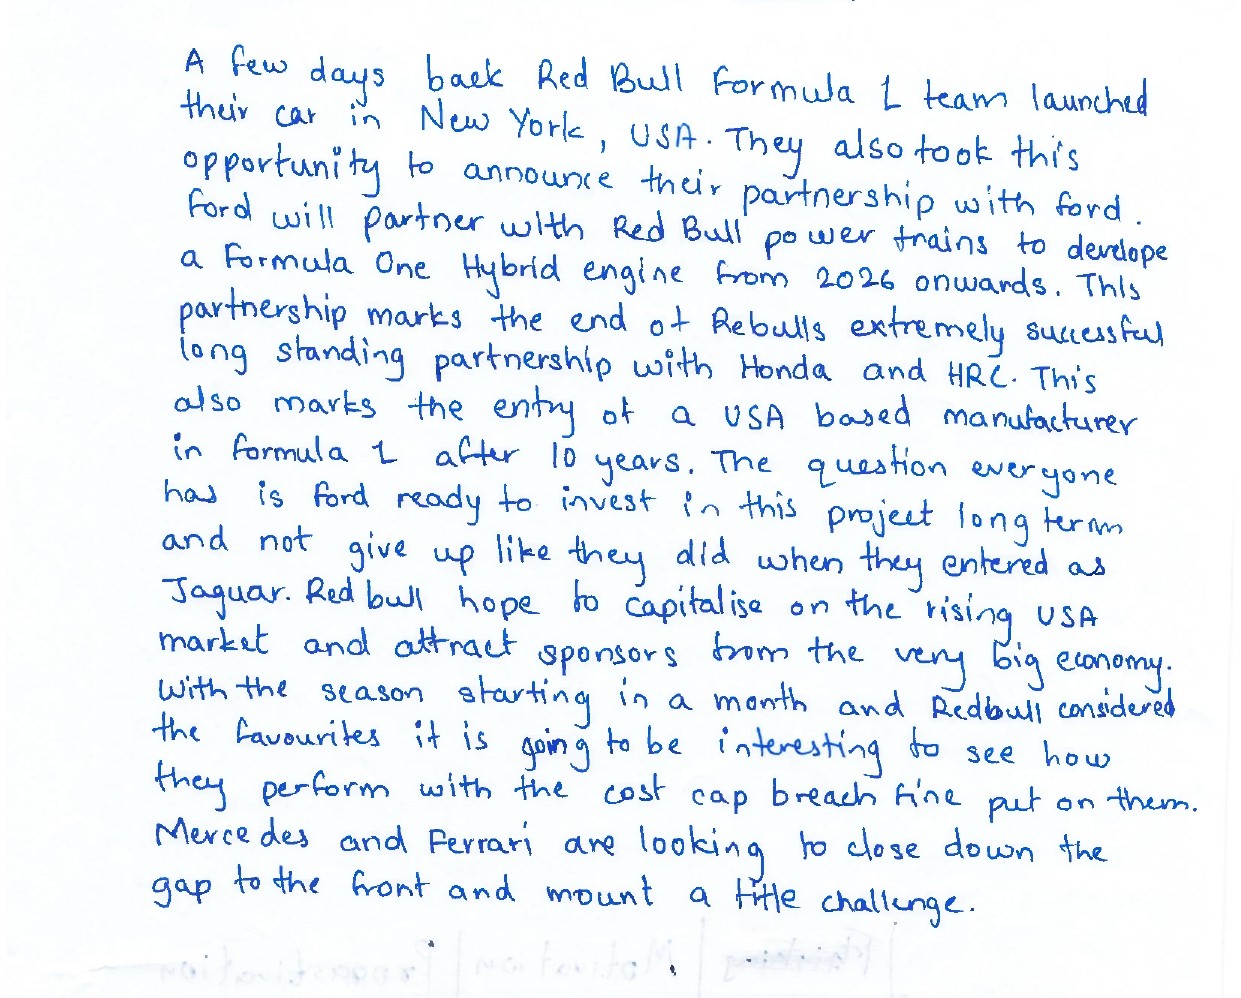 A few days back Red Bull Formula 1 team launched
their car in New York, USA. They also took this
opportunity to announce their partnership with ford.
Ford will partner with Red Bull power trains to develope
a Formula One Hybrid engine from 2026 onwards. This
partnership marks the end of Rebulls extremely successful
long standing partnership with Honda and HRC. This
also marks the entry of a USA based manufacturer
in formula 1 after 10 years. The question everyone
has is ford ready to invest in this project long term
and not give up like they did when they entered as
Jaguar. Red bull hope to capitalise on the rising USA
market and attract sponsors from the very big economy.
With the season starting in a month and Redbull considered
the favourites it is going to be interesting to see how
they perform with the cost cap breach fine put on them.
Mercedes and Ferrari are looking to close down the
gap to the front and mount a title challenge.